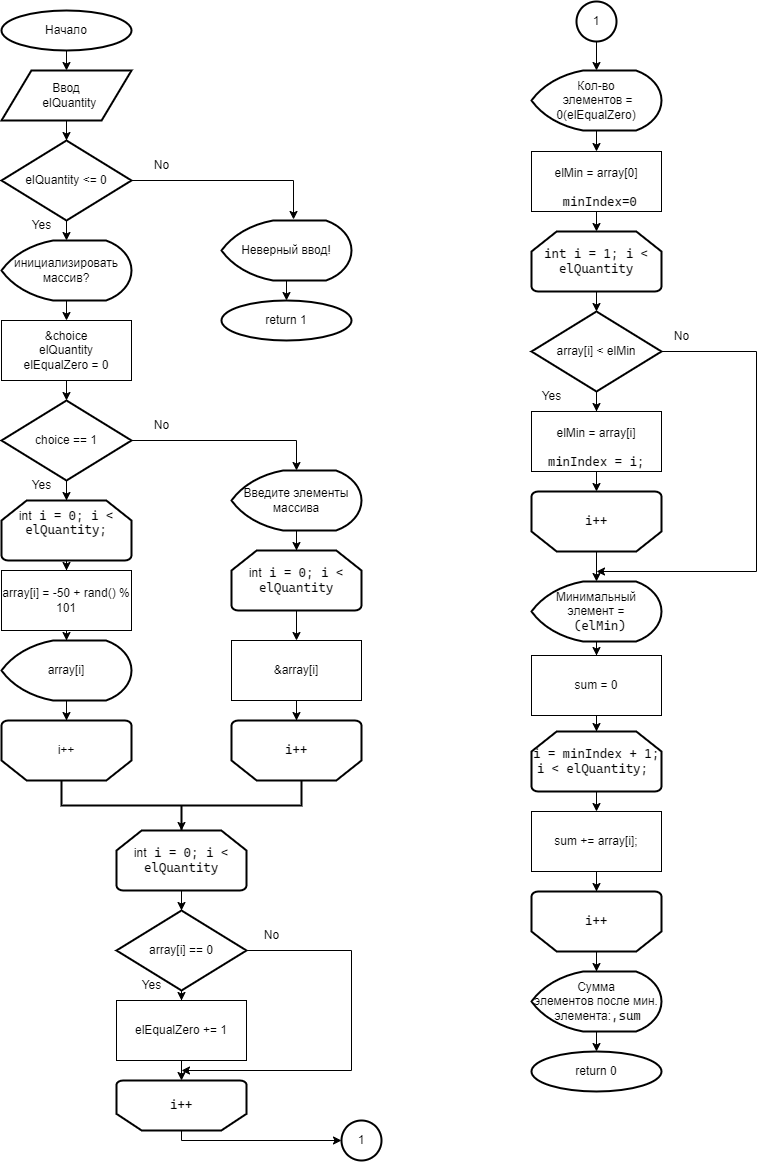 Начало
Ввод
elQuantity
elQuantity <= 0
No
Yes
Неверный ввод!
return 1
инициализировать
массив?
&choice
elQuantity
elEqualZero = 0
choice == 1
No
Yes
int i = 0; i <
elQuantity;
array[i] = -50 + rand() %
101
array[i]
i++
Введите элементы
массива
int i = 0; i <
elQuantity
&array[i]
i++
int i = 0; i <
elQuantity
array[i] == 0
No
Yes
elEqualZero += 1
i++
1
1
Кол-во
элементов =
0(elEqualZero)
elMin = array[0]
minIndex=0
int i = 1; i <
elQuantity
array[i] < elMin
No
Yes
elMin = array[i]
minIndex = i;
i++
Минимальный
элемент =
(elMin)
sum = 0
i = minIndex + 1;
i < elQuantity;
sum += array[i];
i++
Сумма
элементов после мин.
элемента:,sum
return 0